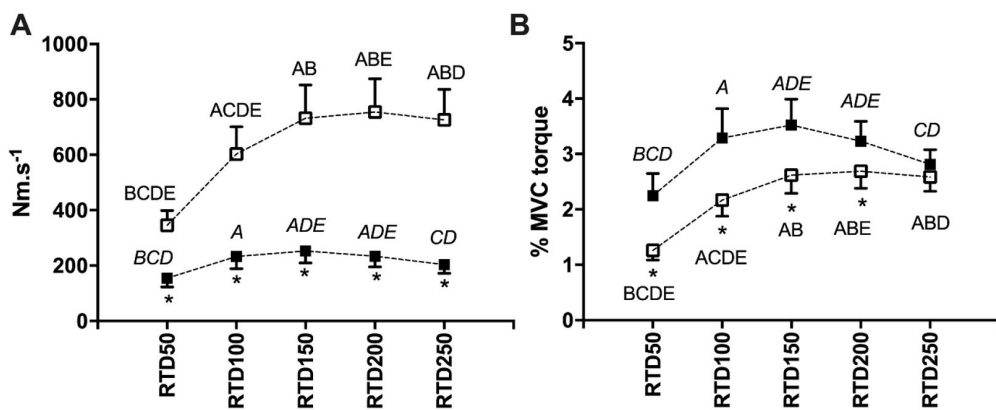 A
Nm.s-1
1000
800
600
400
200
0
BCDE
ACDE
AB
ABE
ABD
BCD
A
ADE
ADE
CD
*
*
*
*
*
RTD50
RTD100
RTD150
RTD200
RTD250
B
% MVC torque
5
4
3
2
1
0
BCD
A
ADE
ADE
CD
*
*
*
*
BCDE
ACDE
AB
ABE
ABD
RTD50
RTD100
RTD150
RTD200
RTD250